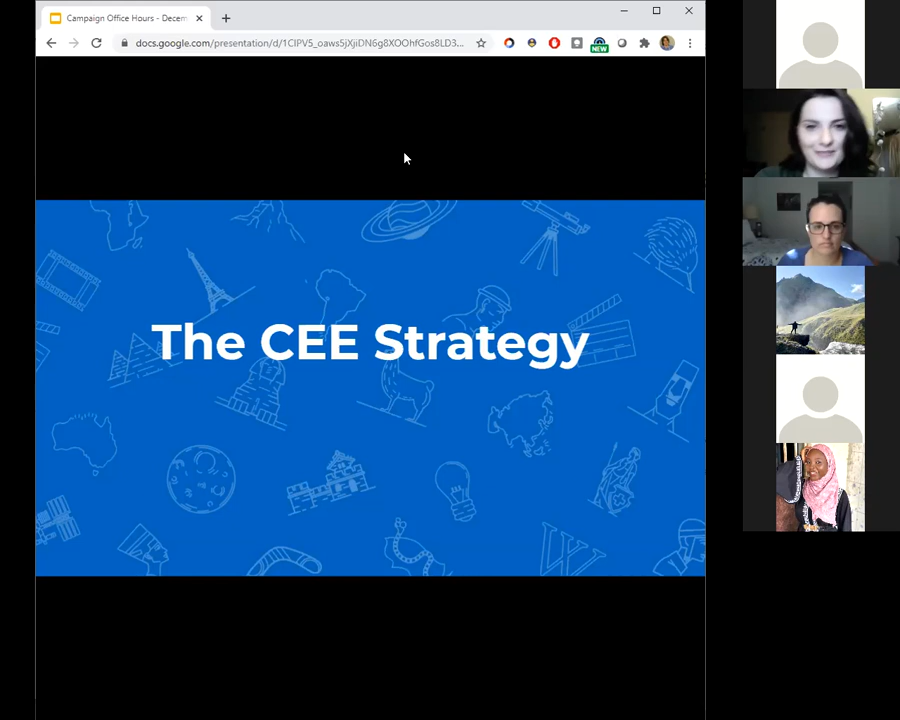 Campaign Office Hours - Decem
docs.google.com/presentation/d/1CIPV5_oaws5jXjiDN6g8XOOhfGos8LD3...
NEW
The CEE Strategy
W